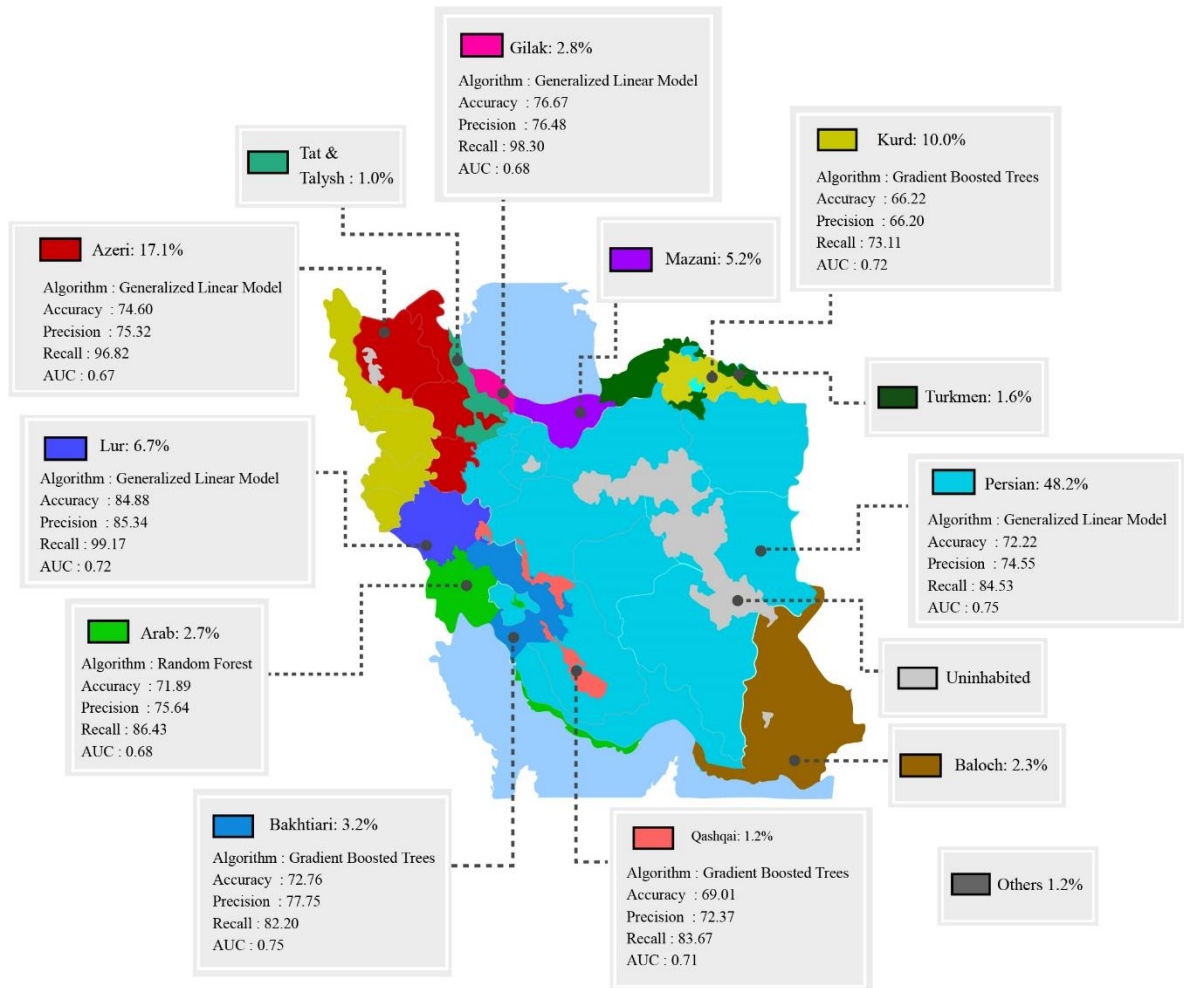 Gilak: 2.8%
Algorithm : Generalized Linear Model
Accuracy : 76.67
Precision : 76.48
Recall : 98.30
AUC : 0.68
Tat &
Talysh : 1.0%
Kurd: 10.0%
Algorithm : Gradient Boosted Trees
Accuracy : 66.22
Precision : 66.20
Recall : 73.11
AUC : 0.72
Azeri: 17.1%
Algorithm : Generalized Linear Model
Accuracy : 74.60
Precision : 75.32
Recall : 96.82
AUC : 0.67
Mazani: 5.2%
Turkmen: 1.6%
Lur: 6.7%
Algorithm : Generalized Linear Model
Accuracy : 84.88
Precision : 85.34
Recall : 99.17
AUC : 0.72
Persian: 48.2%
Algorithm : Generalized Linear Model
Accuracy : 72.22
Precision : 74.55
Recall : 84.53
AUC : 0.75
Arab: 2.7%
Algorithm : Random Forest
Accuracy : 71.89
Precision : 75.64
Recall : 86.43
AUC : 0.68
Uninhabited
Baloch: 2.3%
Bakhtiari: 3.2%
Algorithm : Gradient Boosted Trees
Accuracy : 72.76
Precision : 77.75
Recall : 82.20
AUC : 0.75
Qashqai: 1.2%
Algorithm : Gradient Boosted Trees
Accuracy : 69.01
Precision : 72.37
Recall : 83.67
AUC : 0.71
Others 1.2%